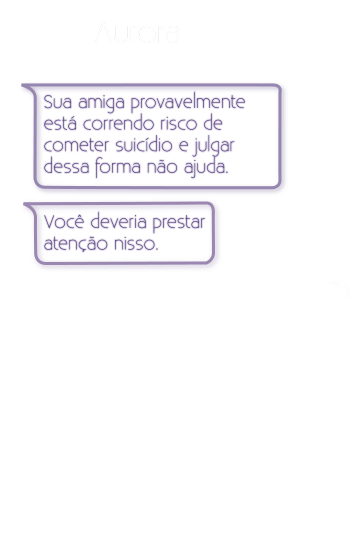 Aurora
Sua amiga provavelmente
está correndo risco de
cometer suicídio e julgar
dessa forma não ajuda.
Você deveria prestar
atenção nisso.